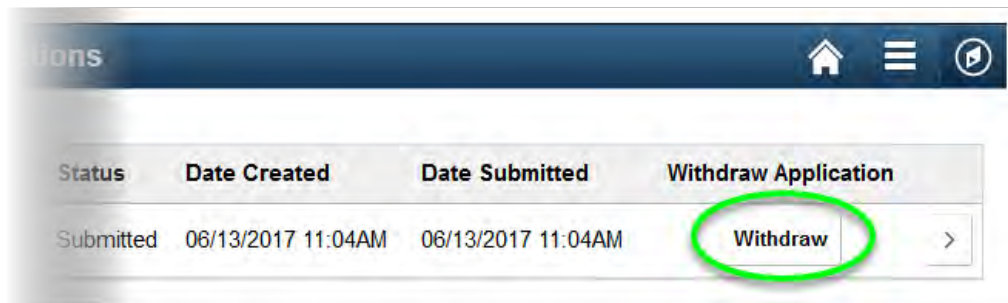 ions
Status Date Created Date Submitted Withdraw Application
Submitted 06/13/2017 11:04AM 06/13/2017 11:04AM Withdraw >